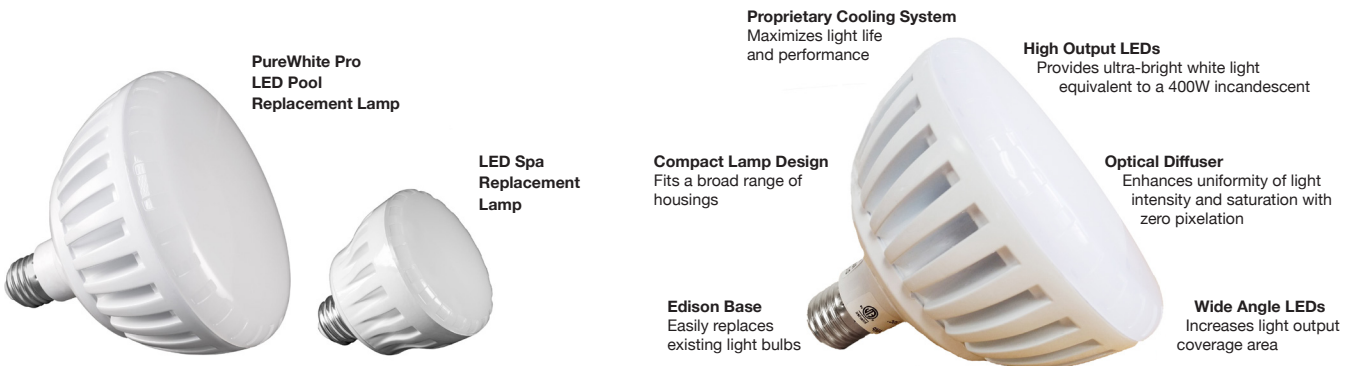 PureWhite Pro
LED Pool
Replacement Lamp
LED Spa
Replacement
Lamp
Proprietary Cooling System
Maximizes light life
and performance
High Output LEDs
Provides ultra-bright white light
equivalent to a 400W incandescent
Compact Lamp Design
Fits a broad range of
housings
Optical Diffuser
Enhances uniformity of light
intensity and saturation with
zero pixelation
Edison Base
Easily replaces
existing light bulbs
Wide Angle LEDs
Increases light output
coverage area